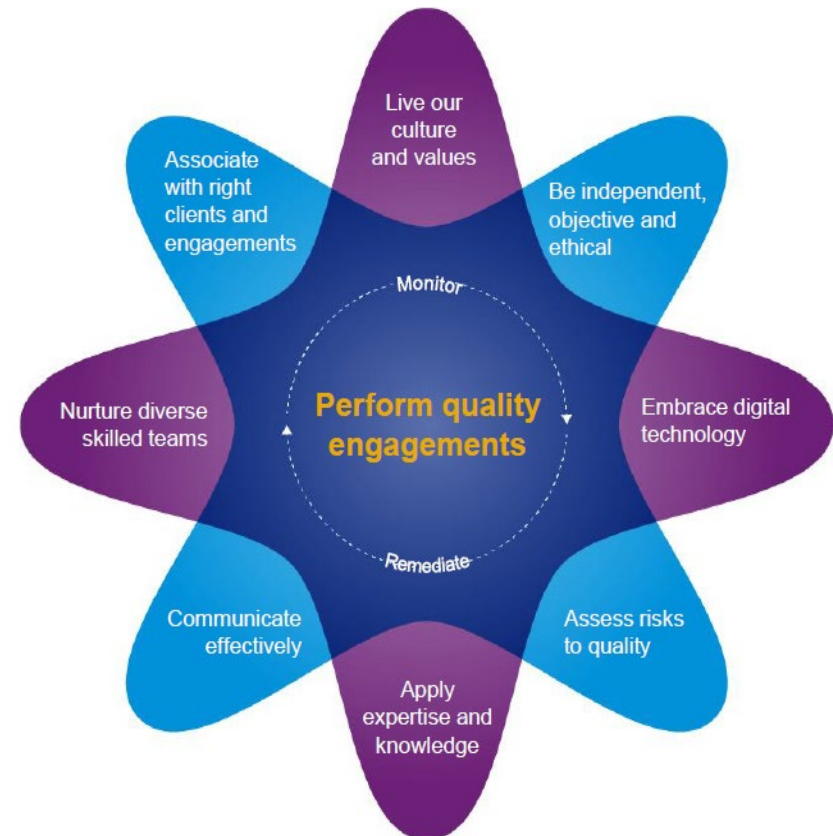 Live our
culture
and values
Be independent,
objective and
ethical
Embrace digital
technology
Assess risks
to quality
Apply
expertise and
knowledge
Communicate
effectively
Nurture diverse
skilled teams
Associate
with right
clients and
engagements
Monitor
Perform quality
engagements
Remediate